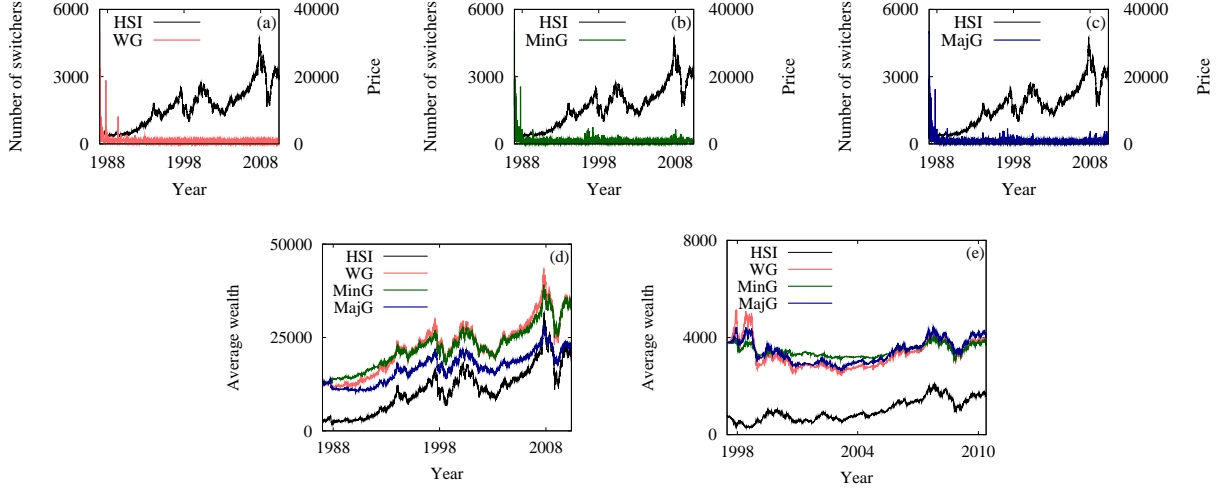 6000
3000
0
Number of switchers
HSI
WG
(a)
40000
20000
0
Price
1988
1998
2008
Year
6000
3000
0
Number of switchers
HSI
MinG
(b)
40000
20000
0
Price
1988
1998
2008
Year
6000
3000
0
Number of switchers
HSI
MajG
(c)
40000
20000
0
Price
1988
1998
2008
Year
50000
25000
0
Average wealth
HSI
WG
MinG
MajG
(d)
1988
1998
2008
Year
8000
4000
0
Average wealth
HSI
WG
MinG
MajG
(e)
1998
2004
2010
Year